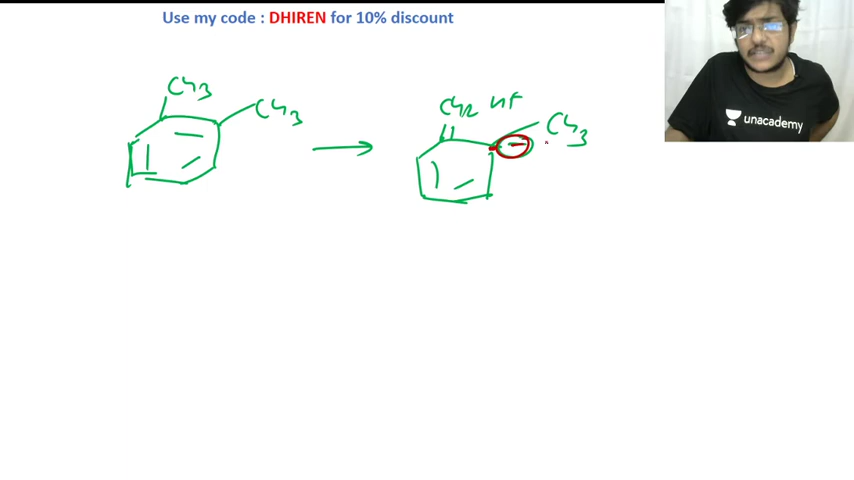 Use my code : DHIREN for 10% discount
unacademy
CH3
CH3
CH2 H+
CH3